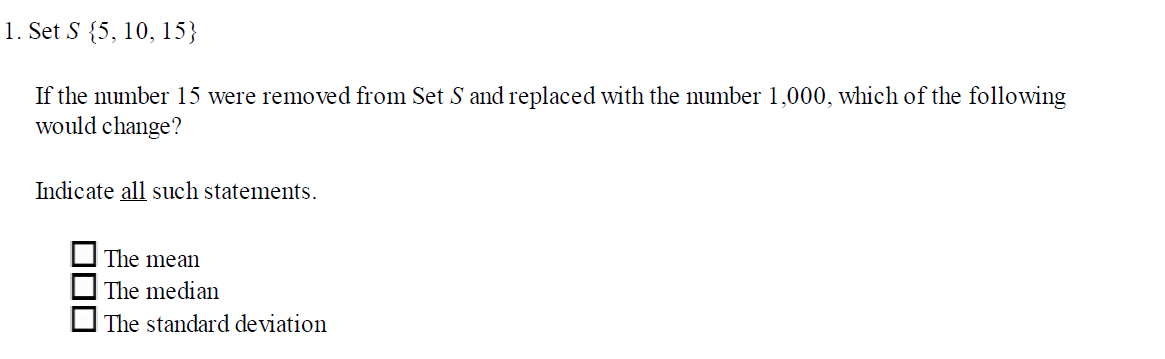 1. Set S {5, 10, 15}
If the number 15 were removed from Set S and replaced with the number 1,000, which of the following
would change?
Indicate all such statements.
The mean
The median
The standard deviation